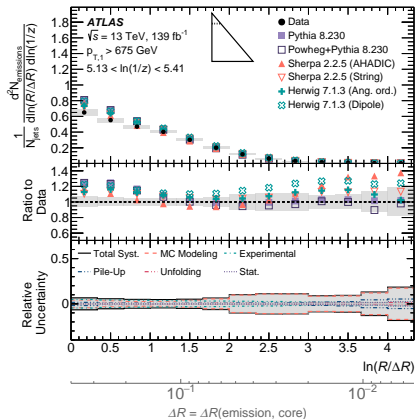 ATLAS
√s = 13 TeV, 139 fb⁻¹
p_T,1 > 675 GeV
5.13 < ln(1/z) < 5.41
Data
Pythia 8.230
Powheg+Pythia 8.230
Sherpa 2.2.5 (AHADIC)
Sherpa 2.2.5 (String)
Herwig 7.1.3 (Ang. ord.)
Herwig 7.1.3 (Dipole)
1/N_jets d²N_emissions/dln(R/ΔR) dln(1/z)
1.8
1.6
1.4
1.2
1.0
0.8
0.6
0.4
0.2
Ratio to Data
1.4
1.2
1
0.8
0.6
Total Syst.
MC Modeling
Experimental
Pile-Up
Unfolding
Stat.
Relative Uncertainty
0.5
0
-0.5
0 0.5 1 1.5 2 2.5 3 3.5 4
ln(R/ΔR)
10⁻¹ 10⁻²
ΔR = ΔR(emission, core)